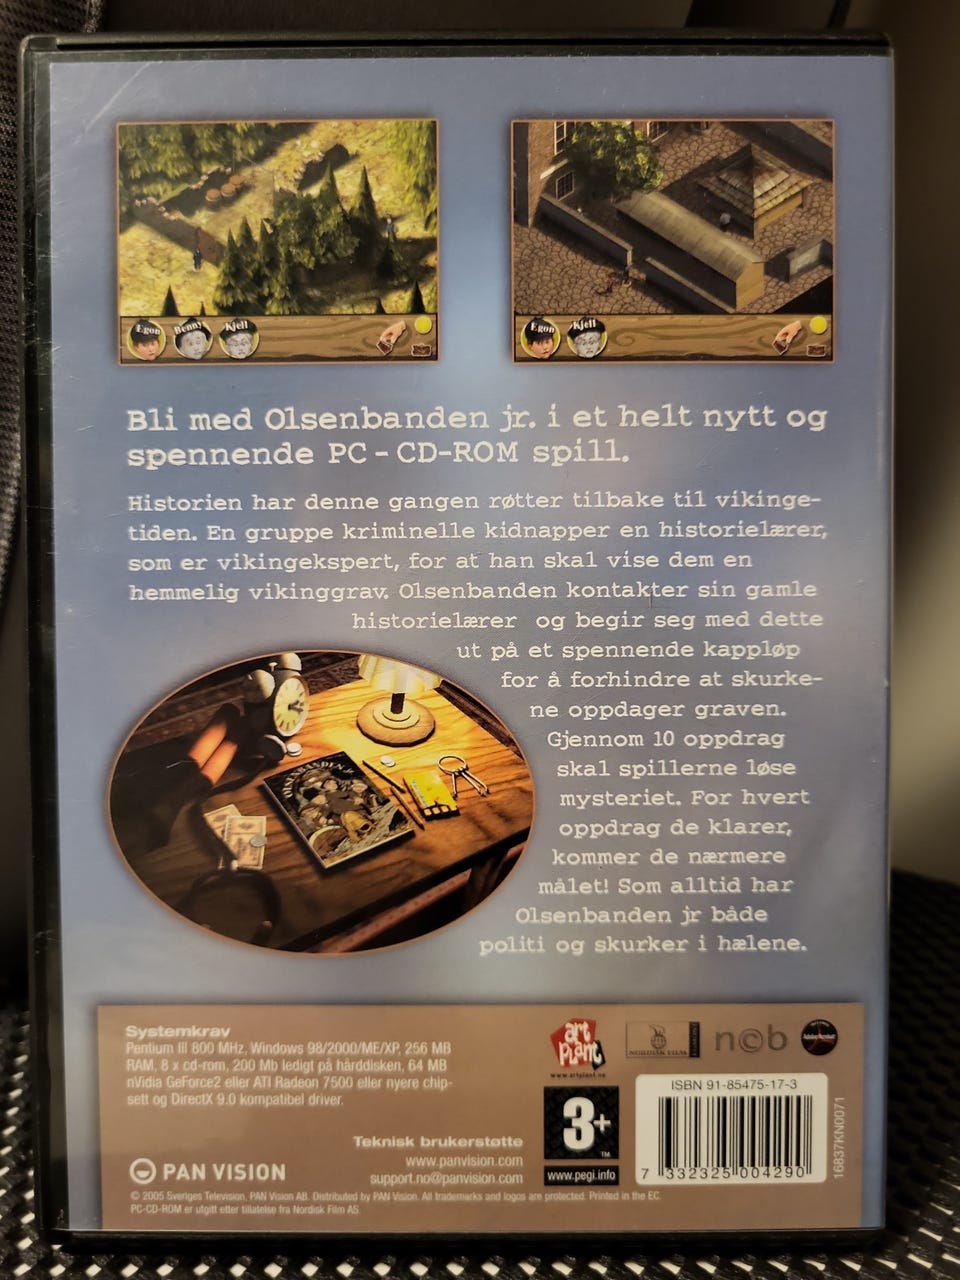 Egon Benny Kjell
Egon Kjell
Bli med Olsenbanden jr. i et helt nytt og
spennende PC - CD-ROM spill.
Historien har denne gangen røtter tilbake til vikinge-
tiden. En gruppe kriminelle kidnapper en historielærer,
som er vikingekspert, for at han skal vise dem en
hemmelig vikinggrav. Olsenbanden kontakter sin gamle
historielærer og begir seg med dette
ut på et spennende kappløp
for å forhindre at skurke-
ne oppdager graven.
Gjennom 10 oppdrag
skal spillerne løse
mysteriet. For hvert
oppdrag de klarer,
kommer de nærmere
målet! Som alltid har
Olsenbanden jr både
politi og skurker i hælene.
OLSENBANDEN jr
Systemkrav
Pentium III 800 MHz, Windows 98/2000/ME/XP, 256 MB
RAM, 8 x cd-rom, 200 Mb ledigt på hårddisken, 64 MB
nVidia GeForce2 eller ATI Radeon 7500 eller nyere chip-
sett og DirectX 9.0 kompatibel driver.
Teknisk brukerstøtte
www.panvision.com
support.no@panvision.com
PAN VISION
art plant
www.artplant.no
NORDISK FILM
ncb
3+
TM
www.pegi.info
ISBN 91-85475-17-3
7 332325 004290
16837KN0071
© 2005 Sveriges Television, PAN Vision AB. Distributed by PAN Vision. All trademarks and logos are protected. Printed in the EC.
PC-CD-ROM er utgitt etter tillatelse fra Nordisk Film AS.